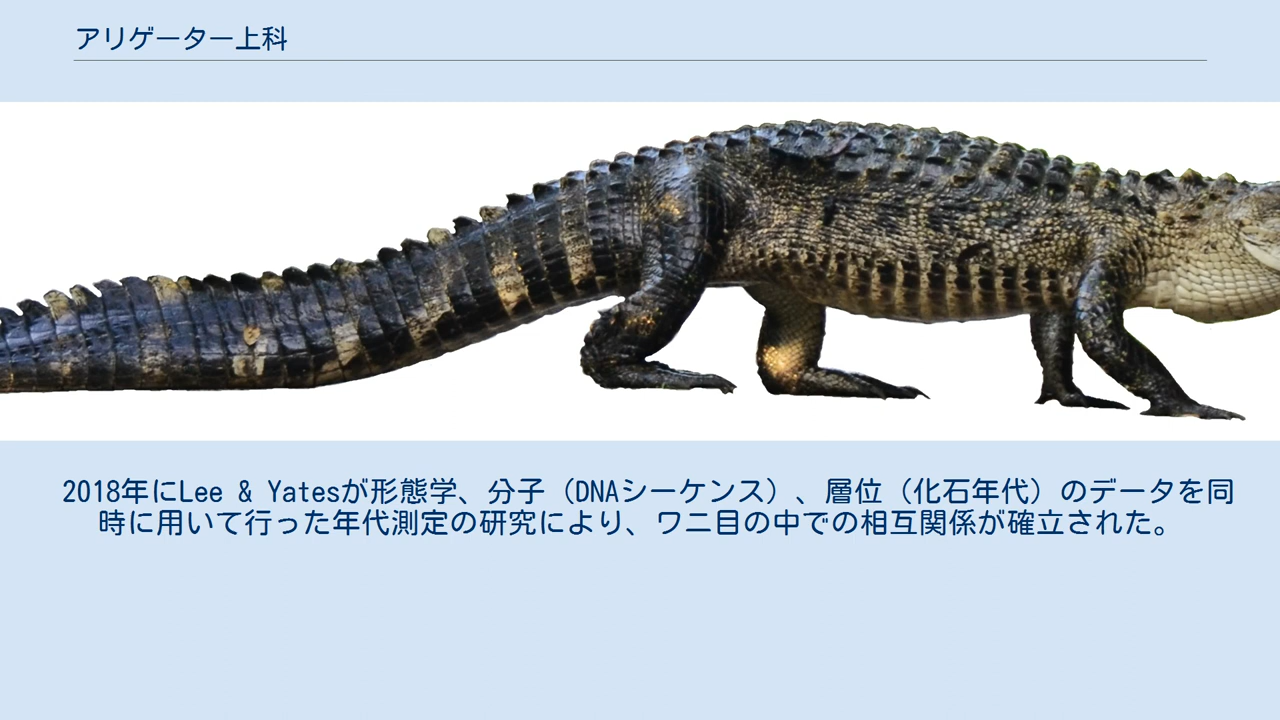 アリゲーター上科
2018年にLee & Yatesが形態学、分子（DNAシーケンス）、層位（化石年代）のデータを同
時に用いて行った年代測定の研究により、ワニ目の中での相互関係が確立された。